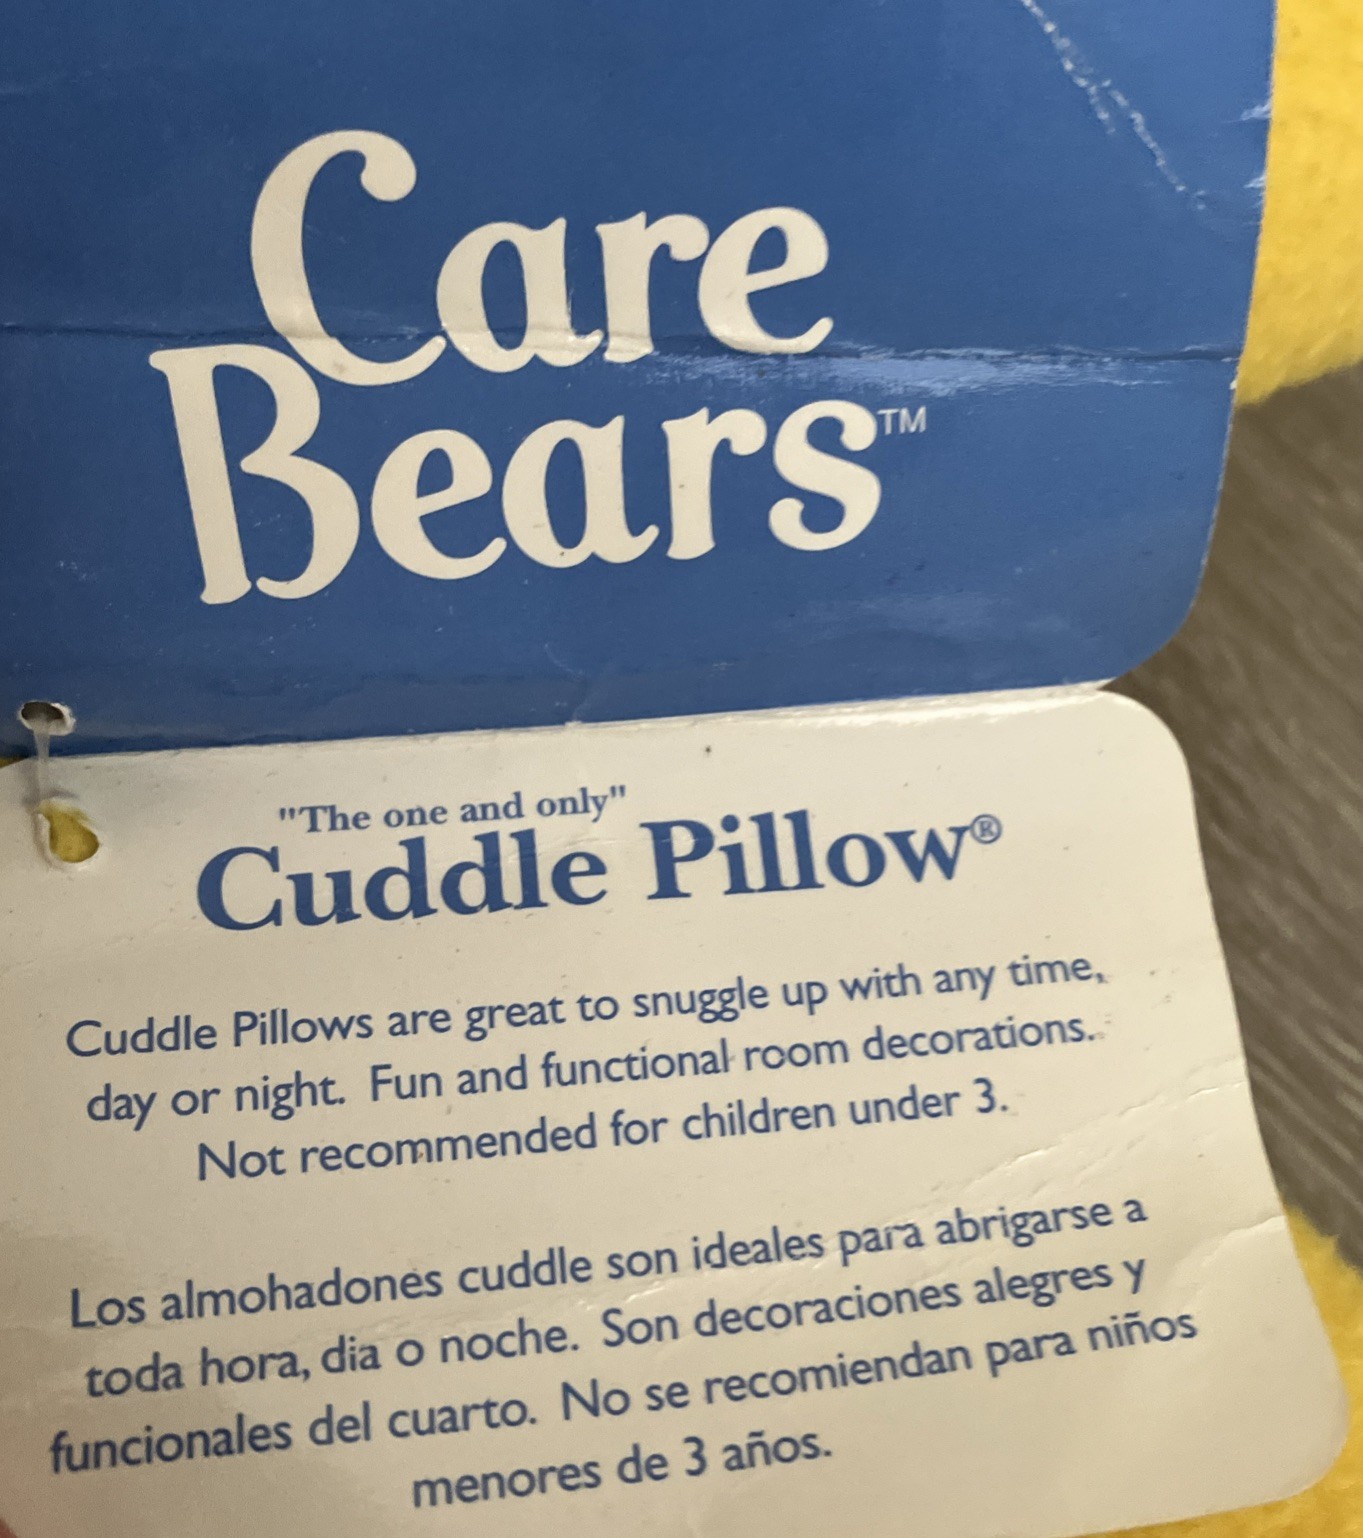 Care
Bears™
"The one and only"
Cuddle Pillow®
Cuddle Pillows are great to snuggle up with any time,
day or night. Fun and functional room decorations.
Not recommended for children under 3.
Los almohadones cuddle son ideales para abrigarse a
toda hora, dia o noche. Son decoraciones alegres y
funcionales del cuarto. No se recomiendan para niños
menores de 3 años.